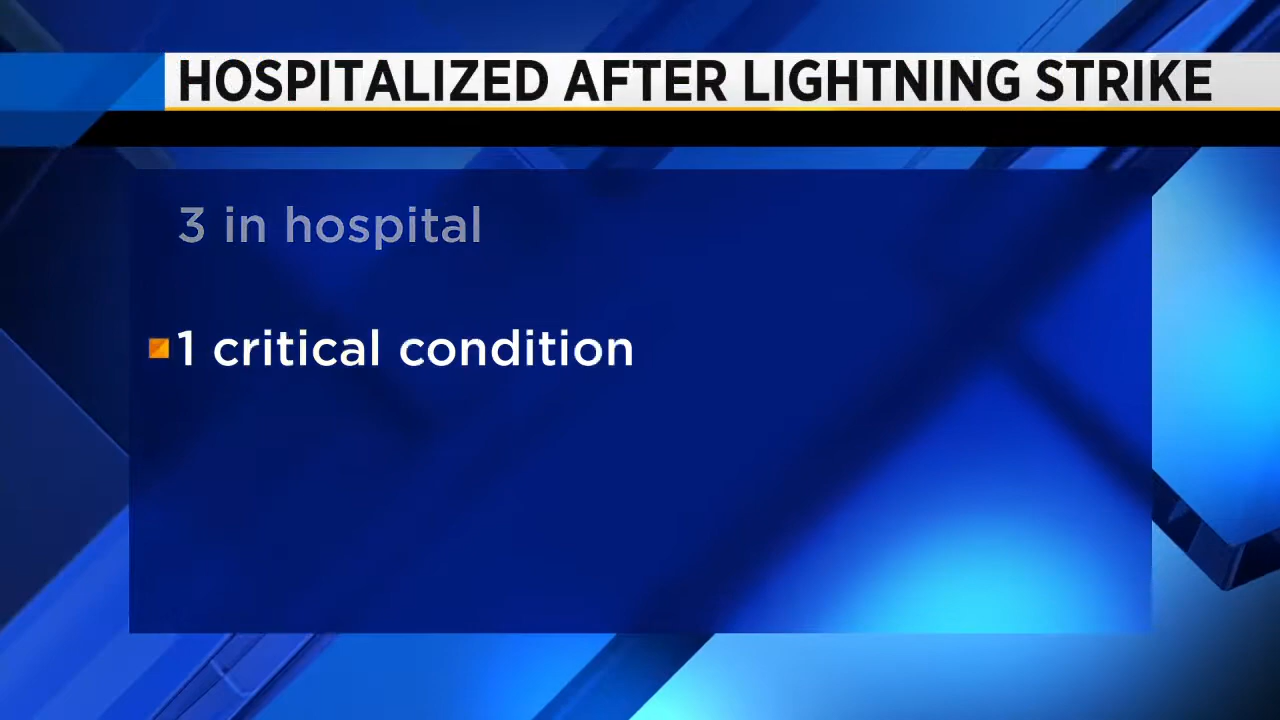 HOSPITALIZED AFTER LIGHTNING STRIKE
3 in hospital
1 critical condition